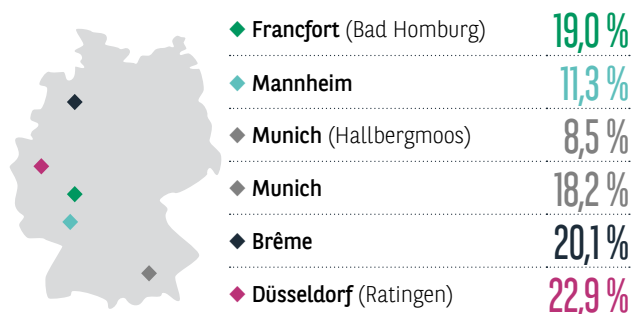 Francfort (Bad Homburg) 19,0 %
Mannheim 11,3 %
Munich (Hallbergmoos) 8,5 %
Munich 18,2 %
Brême 20,1 %
Düsseldorf (Ratingen) 22,9 %